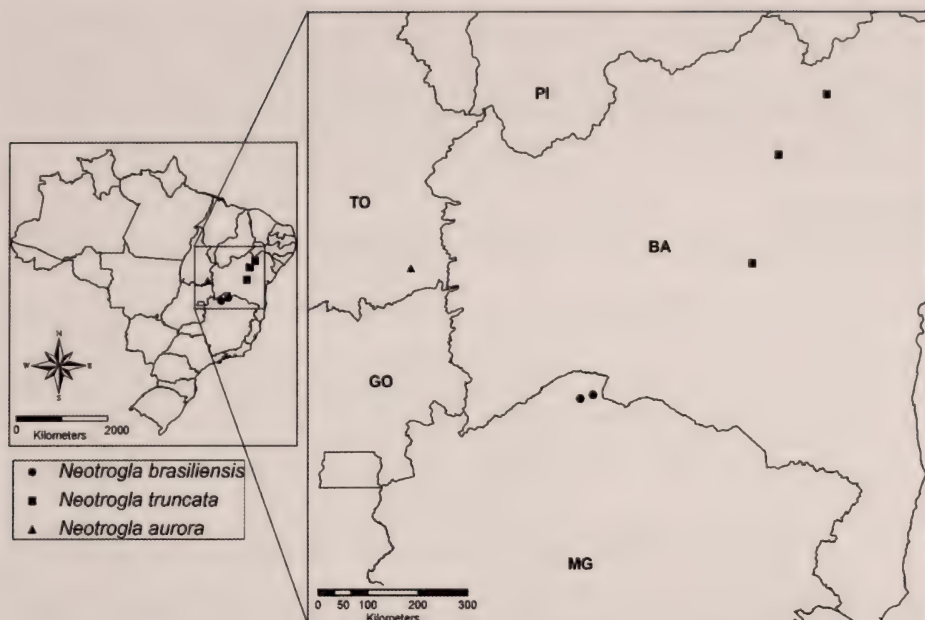 PI
TO
BA
GO
MG
N
W E
S
0 2000
Kilometers
Neotrogla brasiliensis
Neotrogla truncata
Neotrogla aurora
0 50 100 200 300
Kilometers